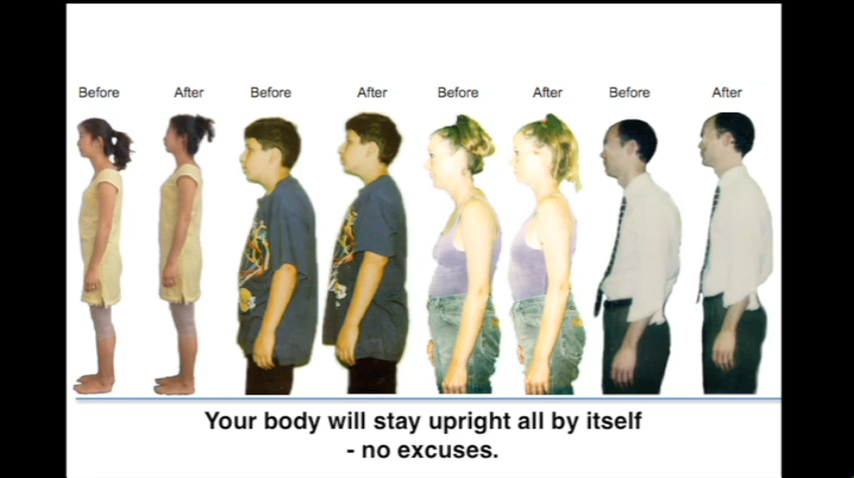 Before After Before After Before After Before After
Your body will stay upright all by itself
- no excuses.